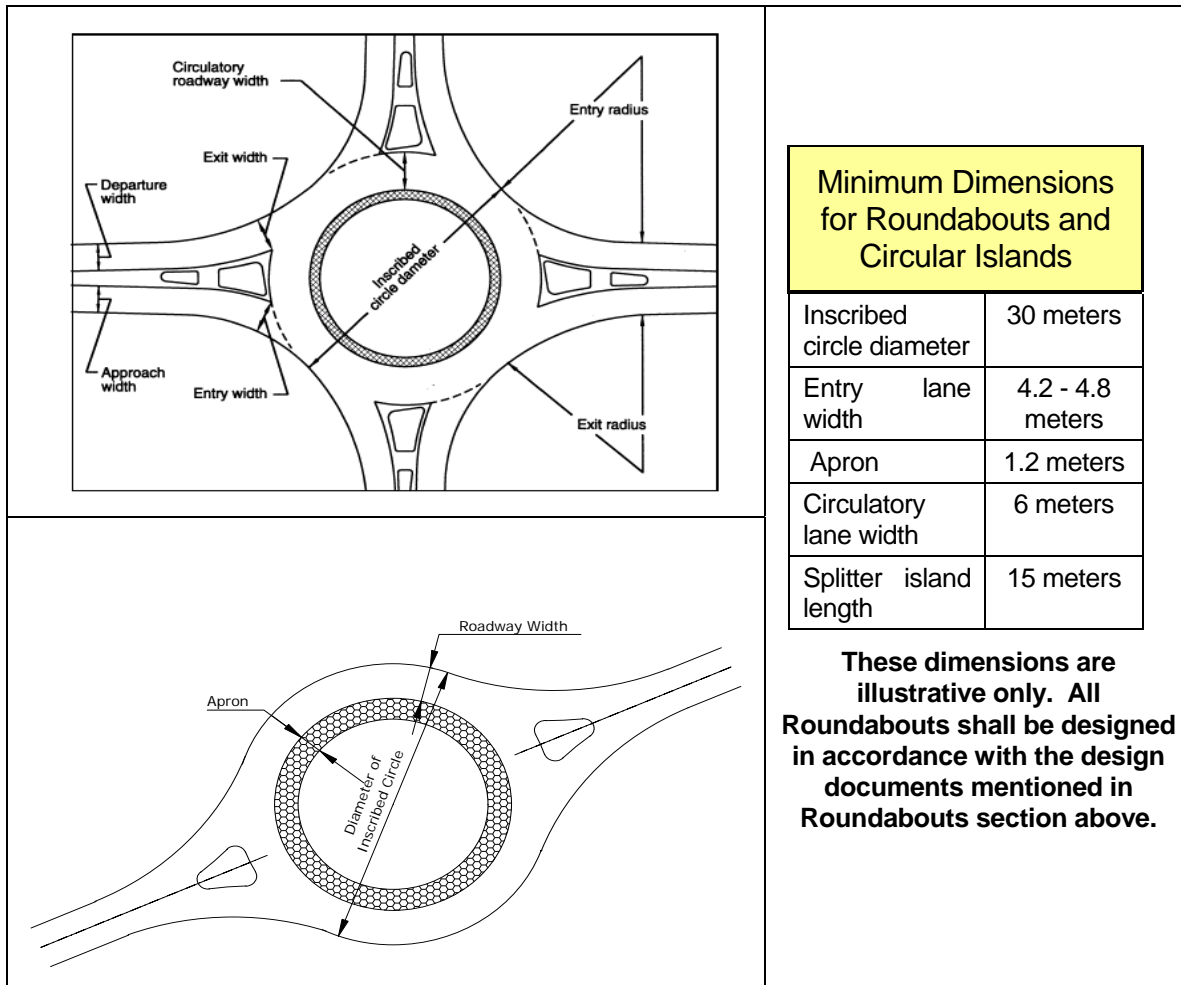 Circulatory
roadway width
Entry radius
Exit width
Departure
width
Inscribed
circle dameter
Approach
width
Entry width
Exit radius
Roadway Width
Apron
Diameter of
Inscribed Circle
Minimum Dimensions
for Roundabouts and
Circular Islands
Inscribed
circle diameter
30 meters
Entry lane
width
4.2 - 4.8
meters
Apron
1.2 meters
Circulatory
lane width
6 meters
Splitter island
length
15 meters
These dimensions are
illustrative only. All
Roundabouts shall be designed
in accordance with the design
documents mentioned in
Roundabouts section above.